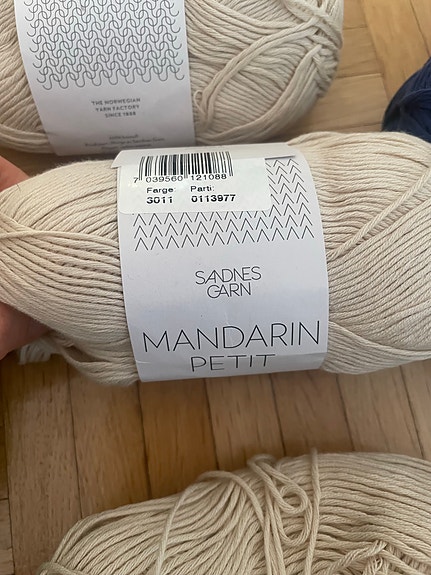 THE NORWEGIAN
YARN FACTORY
SINCE 1888
7 039560 121088
Farge: Parti:
3011 0113977
SANDNES
GARN
MANDARIN
PETIT